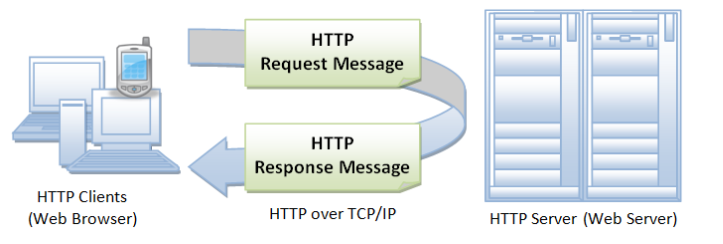 HTTP
Request Message
HTTP
Response Message
HTTP Clients
(Web Browser)
HTTP over TCP/IP
HTTP Server (Web Server)